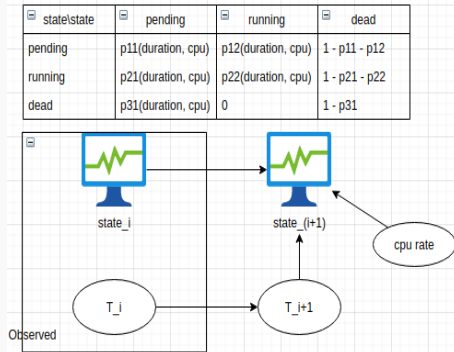 state\state pending running dead
pending p11(duration, cpu) p12(duration, cpu) 1 - p11 - p12
running p21(duration, cpu) p22(duration, cpu) 1 - p21 - p22
dead p31(duration, cpu) 0 1 - p31
state_i state_(i+1)
cpu rate
T_i T_i+1
Observed